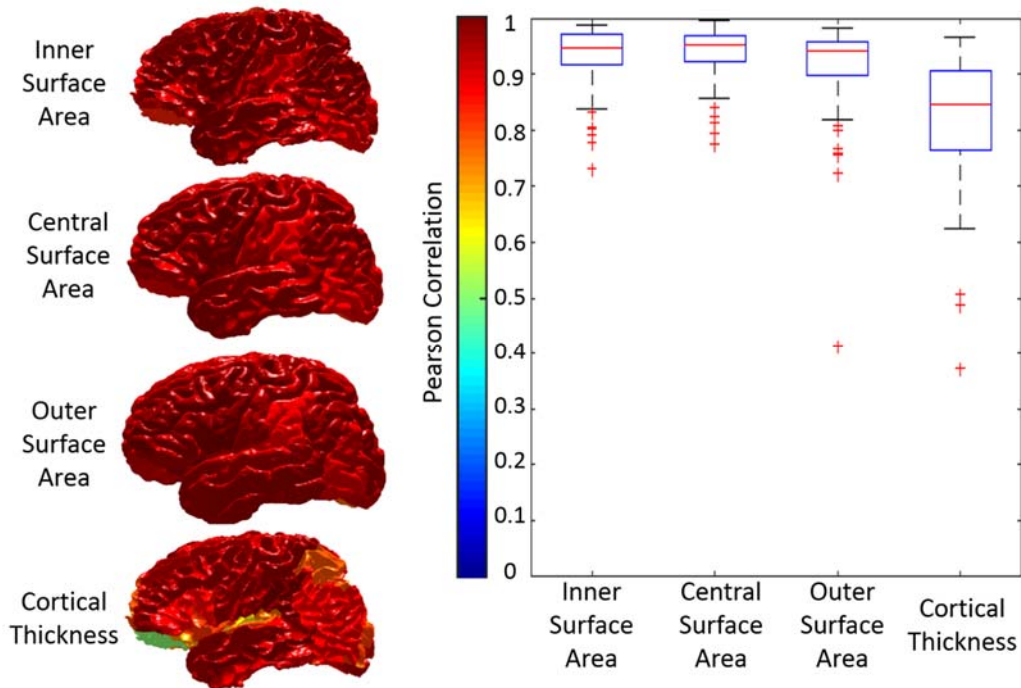 Inner
Surface
Area
Central
Surface
Area
Outer
Surface
Area
Cortical
Thickness
Pearson Correlation
1
0.9
0.8
0.7
0.6
0.5
0.4
0.3
0.2
0.1
0
Inner
Surface
Area
Central
Surface
Area
Outer
Surface
Area
Cortical
Thickness